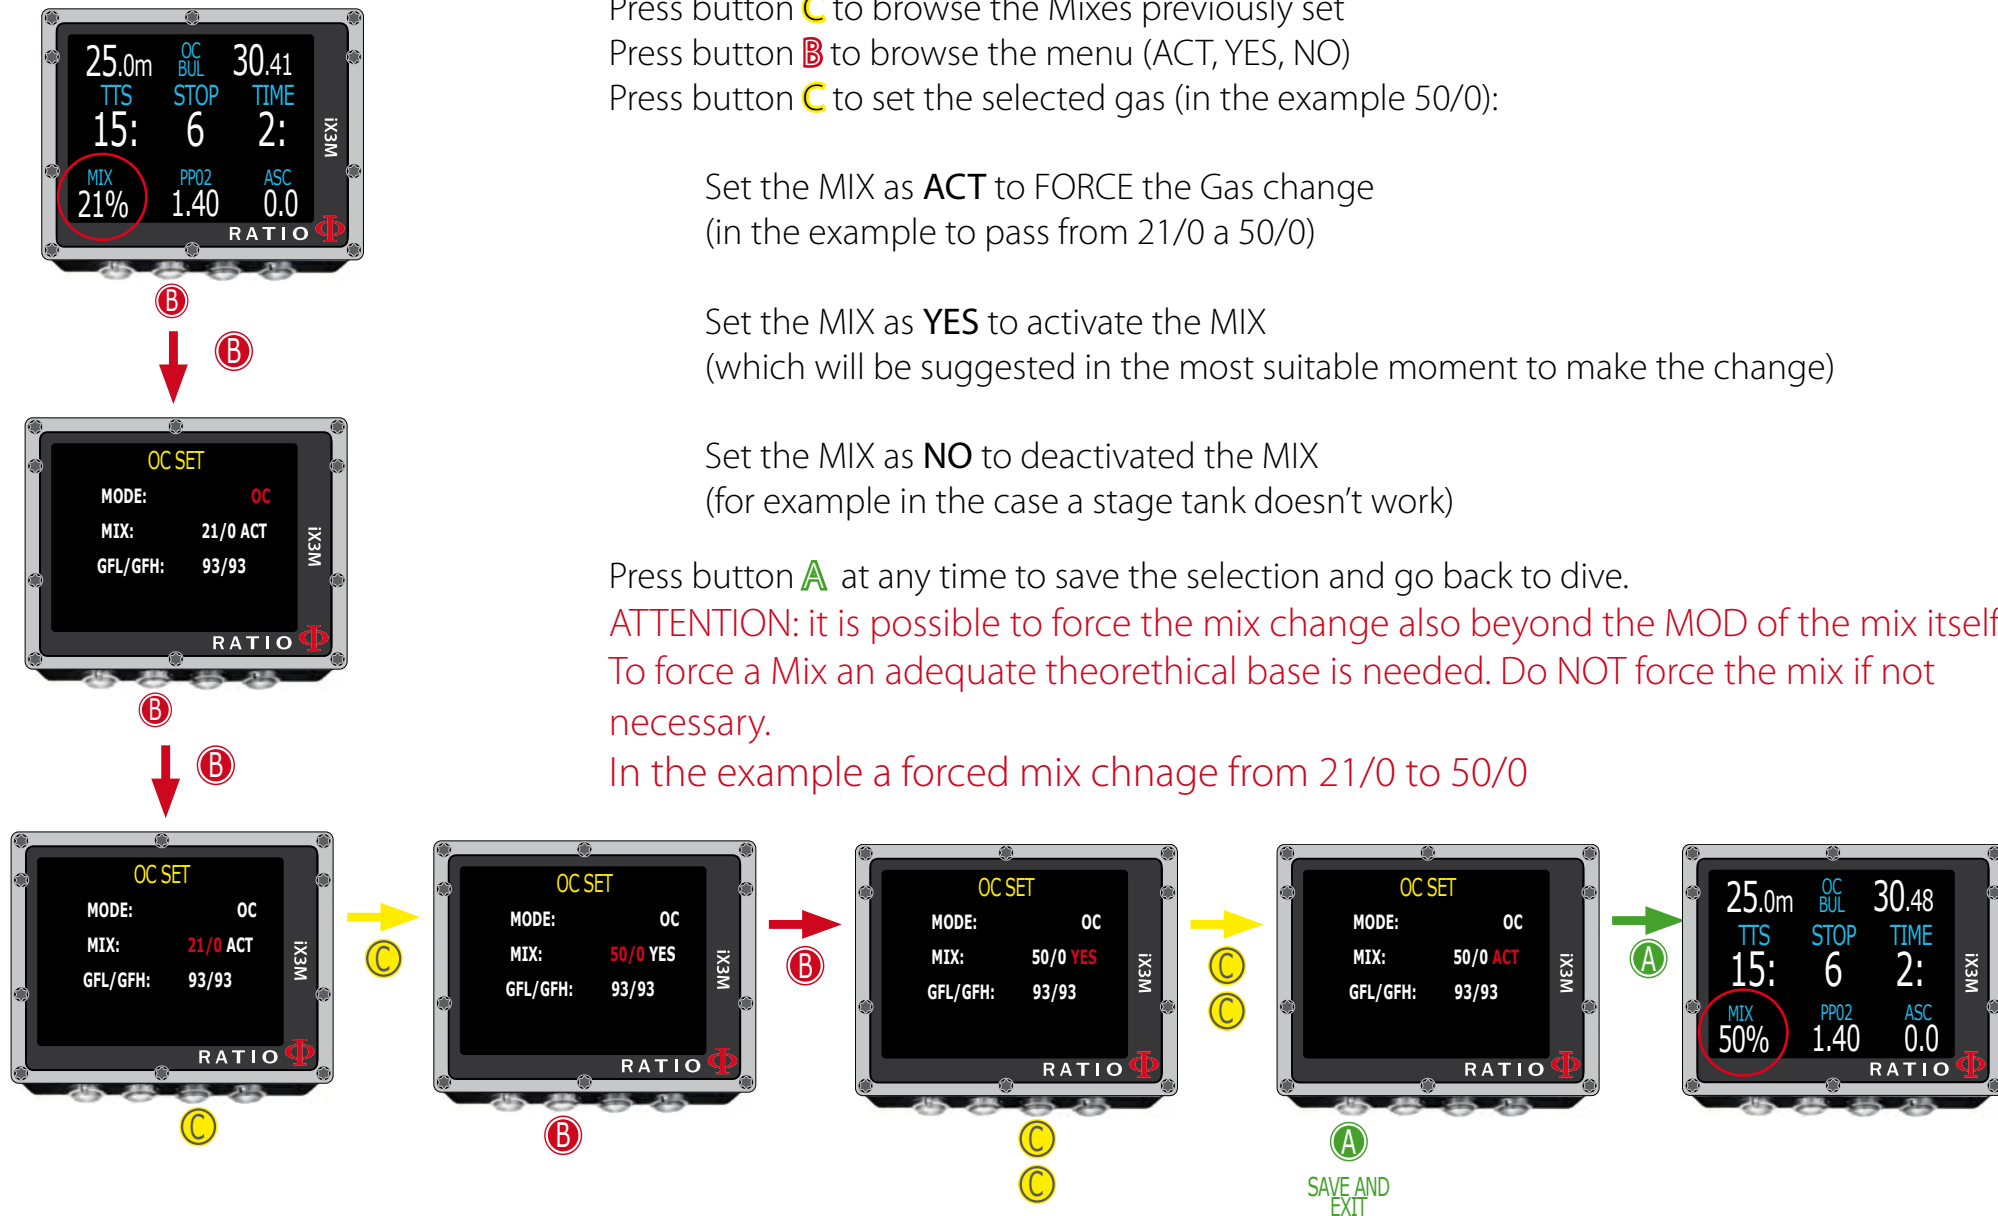 Press button C to browse the Mixes previously set
Press button B to browse the menu (ACT, YES, NO)
Press button C to set the selected gas (in the example 50/0):
Set the MIX as ACT to FORCE the Gas change
(in the example to pass from 21/0 a 50/0)
Set the MIX as YES to activate the MIX
(which will be suggested in the most suitable moment to make the change)
Set the MIX as NO to deactivated the MIX
(for example in the case a stage tank doesn't work)
Press button A at any time to save the selection and go back to dive.
ATTENTION: it is possible to force the mix change also beyond the MOD of the mix itself
To force a Mix an adequate theorethical base is needed. Do NOT force the mix if not
necessary.
In the example a forced mix chnage from 21/0 to 50/0
25.0m OC BUL 30.41
TTS STOP TIME
15: 6 2:
MIX PPO2 ASC
21% 1.40 0.0
iX3M
RATIO
B
B
OC SET
MODE: OC
MIX: 21/0 ACT
GFL/GFH: 93/93
iX3M
RATIO
B
B
OC SET
MODE: OC
MIX: 21/0 ACT
GFL/GFH: 93/93
iX3M
RATIO
C
C
OC SET
MODE: OC
MIX: 50/0 YES
GFL/GFH: 93/93
iX3M
RATIO
B
B
OC SET
MODE: OC
MIX: 50/0 YES
GFL/GFH: 93/93
iX3M
RATIO
C
C
C
C
OC SET
MODE: OC
MIX: 50/0 ACT
GFL/GFH: 93/93
iX3M
RATIO
A
SAVE AND
EXIT
A
25.0m OC BUL 30.48
TTS STOP TIME
15: 6 2:
MIX PPO2 ASC
50% 1.40 0.0
iX3M
RATIO